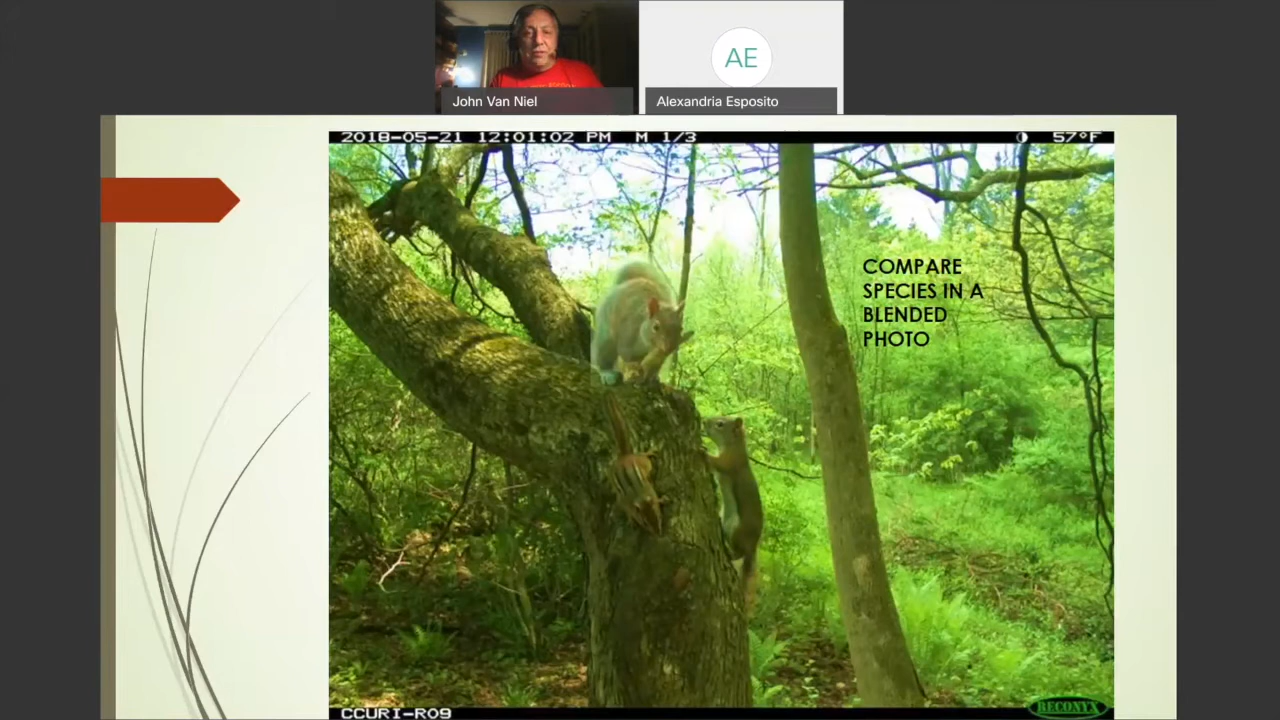 John Van Niel
AE
Alexandria Esposito
2018-05-21 12:01:02 PM M 1/3 57°F
COMPARE
SPECIES IN A
BLENDED
PHOTO
CCURI-R09
RECONYX